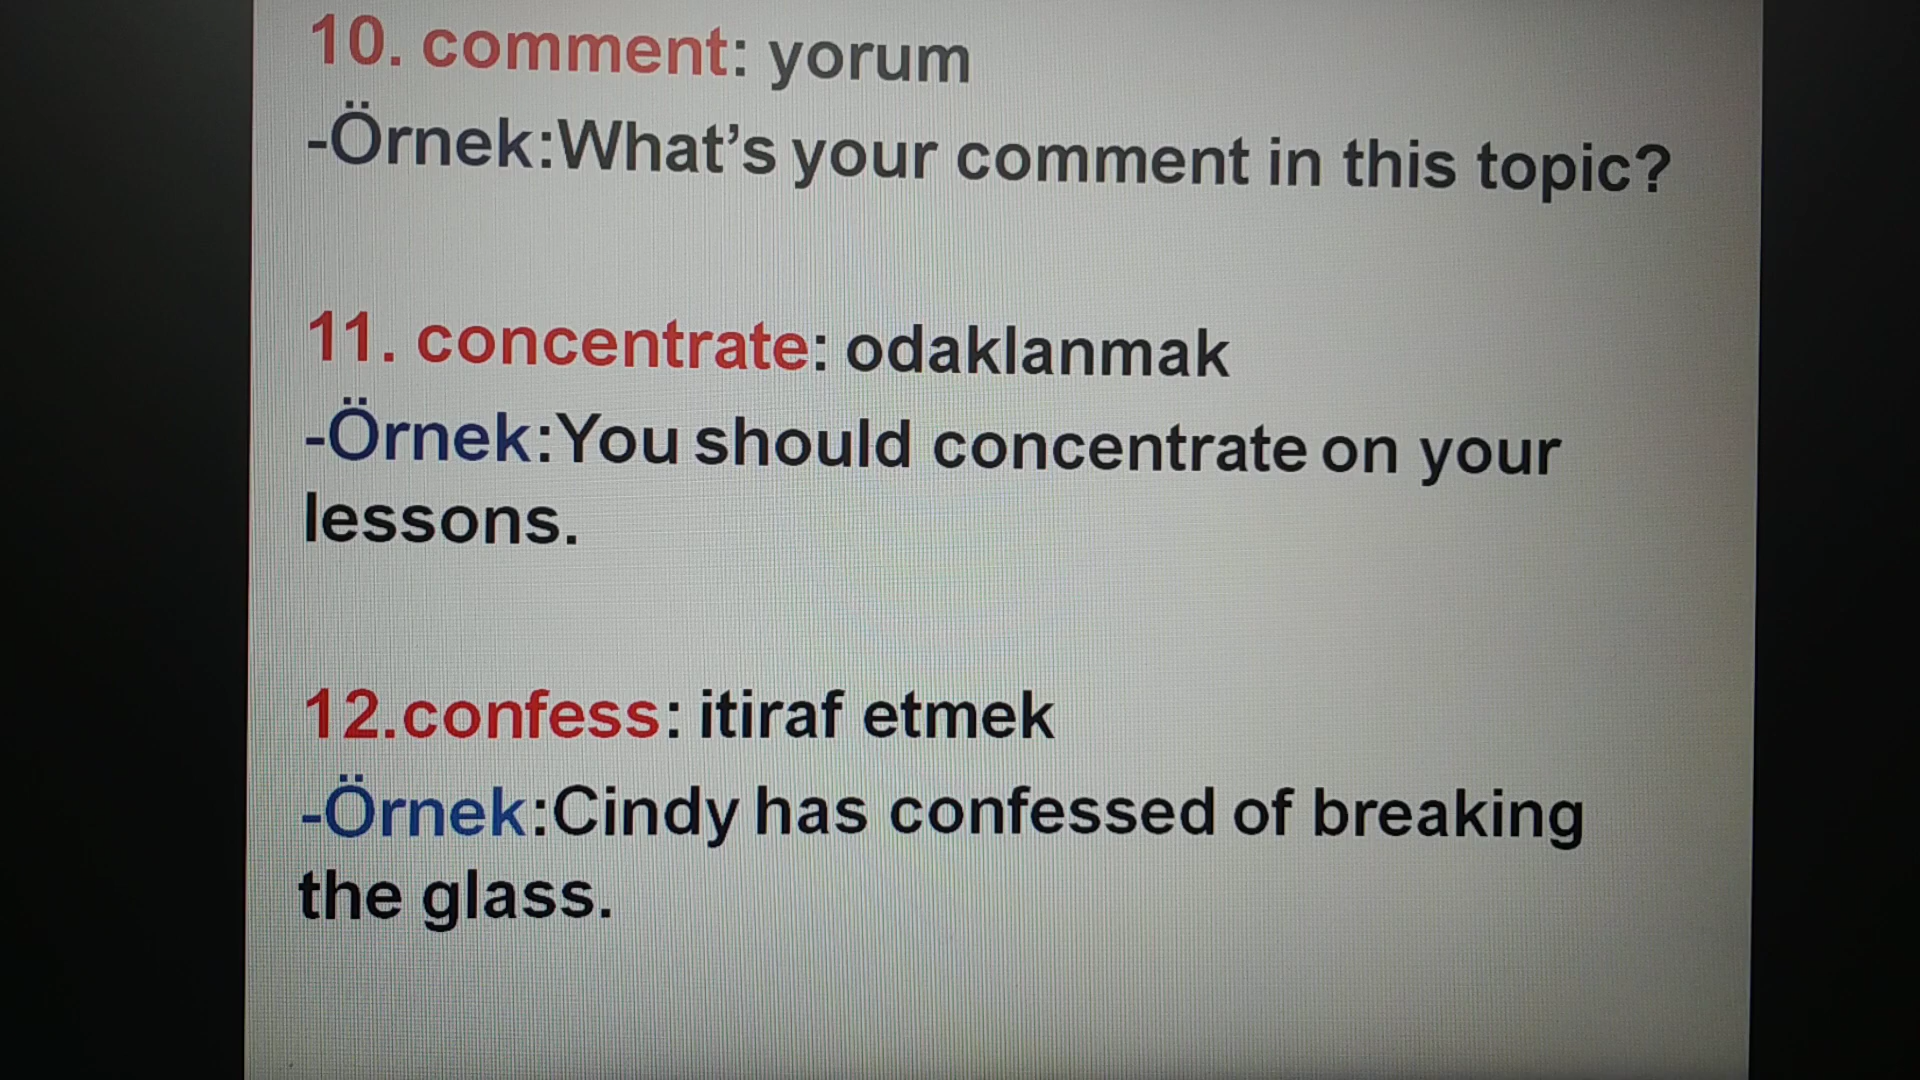 10. comment: yorum
-Örnek:What's your comment in this topic?
11. concentrate: odaklanmak
-Örnek:You should concentrate on your
lessons.
12.confess: itiraf etmek
-Örnek:Cindy has confessed of breaking
the glass.